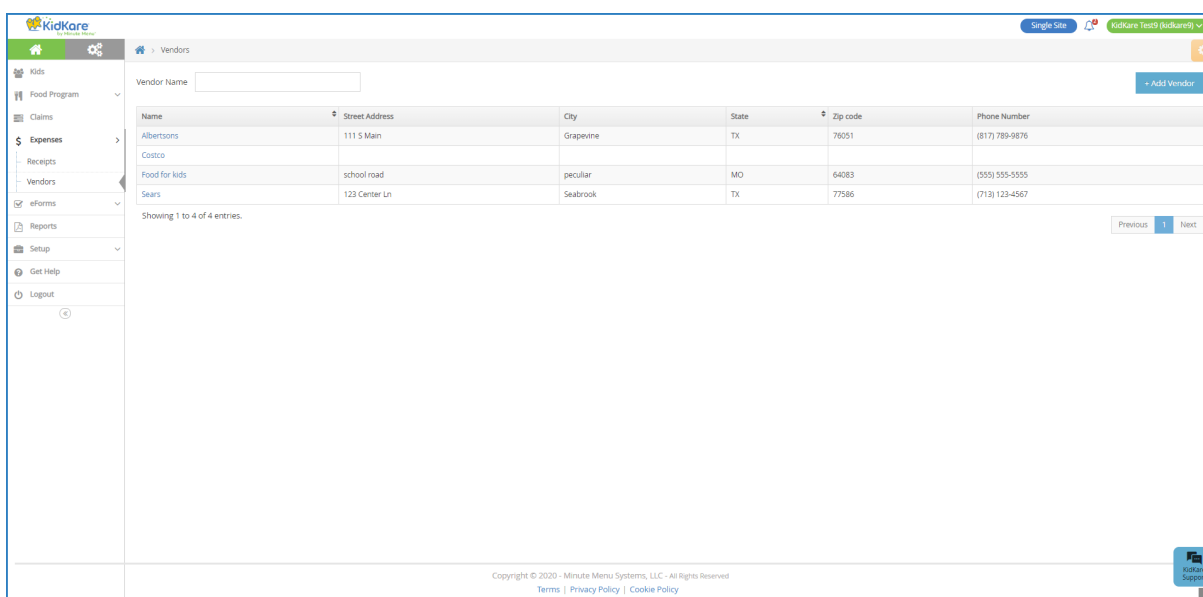 KidKare
by Minute Menu
Single Site
KidKare Test9 (kidkare9)
Vendors
Kids
Food Program
Claims
Expenses
Receipts
Vendors
eForms
Reports
Setup
Get Help
Logout
Vendor Name
+ Add Vendor
Name Street Address City State Zip code Phone Number
Albertsons 111 S Main Grapevine TX 76051 (817) 789-9876
Costco
Food for kids school road peculiar MO 64083 (555) 555-5555
Sears 123 Center Ln Seabrook TX 77586 (713) 123-4567
Showing 1 to 4 of 4 entries.
Previous 1 Next
Copyright © 2020 - Minute Menu Systems, LLC - All Rights Reserved
Terms | Privacy Policy | Cookie Policy